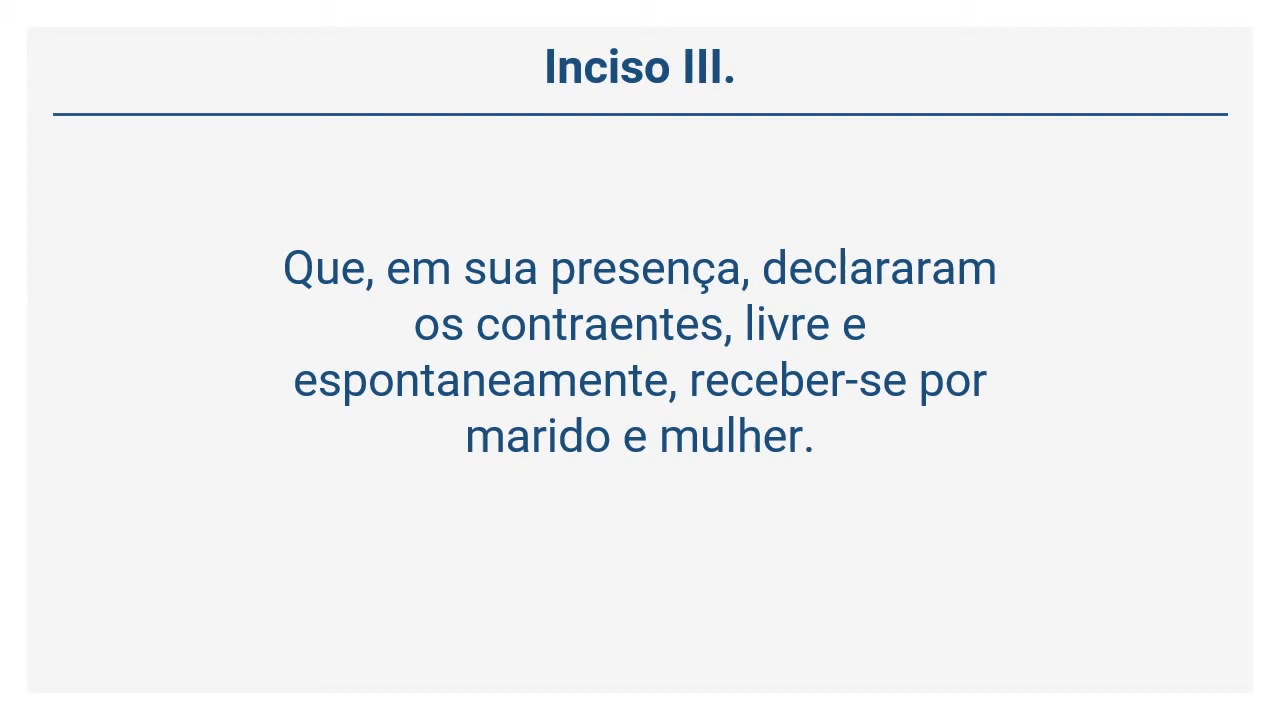 Inciso III.
Que, em sua presença, declararam
os contraentes, livre e
espontaneamente, receber-se por
marido e mulher.